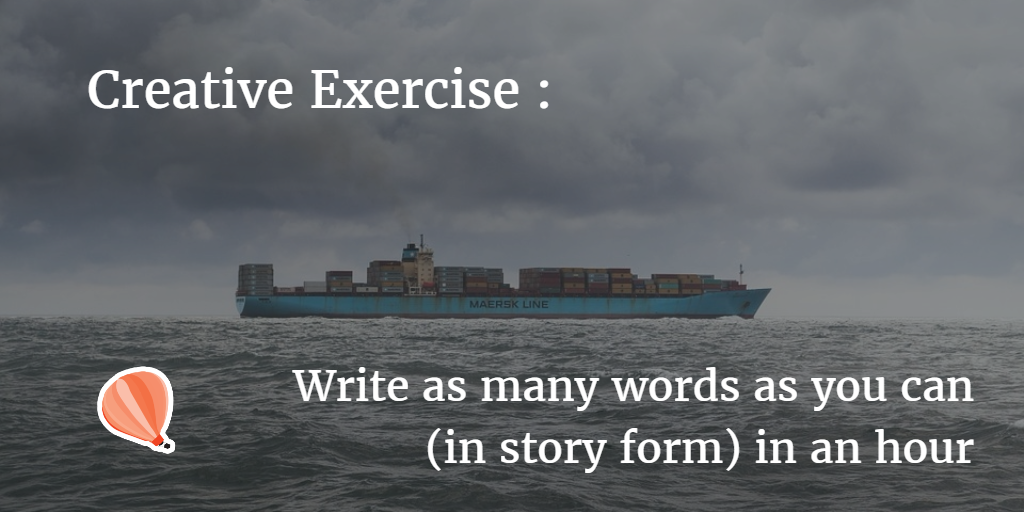 Creative Exercise :
MAERSK LINE
Write as many words as you can
(in story form) in an hour